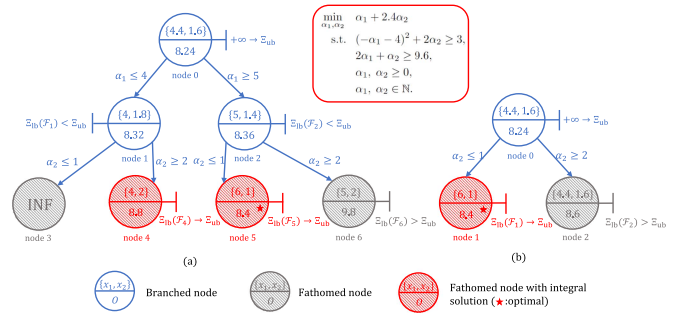 min α₁ + 2.4α₂
α₁,α₂
s.t. (-α₁ - 4)² + 2α₂ ≥ 3,
2α₁ + α₂ ≥ 9.6,
α₁, α₂ ≥ 0,
α₁, α₂ ∈ ℕ.
{4.4, 1.6}
8.24
node 0
+∞ → Ξub
α₁ ≤ 4
α₁ ≥ 5
Ξlb(ℱ₁) < Ξub
{4, 1.8}
8.32
node 1
{5, 1.4}
8.36
node 2
Ξlb(ℱ₂) < Ξub
α₂ ≤ 1
α₂ ≥ 2
α₂ ≤ 1
α₂ ≥ 2
INF
node 3
{4, 2}
8.8
node 4
Ξlb(ℱ₄) → Ξub
{6, 1}
8.4 ★
node 5
Ξlb(ℱ₅) → Ξub
{5, 2}
9.8
node 6
Ξlb(ℱ₆) > Ξub
(a)
{4.4, 1.6}
8.24
node 0
+∞ → Ξub
α₂ ≤ 1
α₂ ≥ 2
{6, 1}
8.4 ★
node 1
Ξlb(ℱ₁) → Ξub
{4.4, 1.6}
8.6
node 2
Ξlb(ℱ₂) > Ξub
(b)
{x₁, x₂}
O
Branched node
{x₁, x₂}
O
Fathomed node
{x₁, x₂}
O
Fathomed node with integral
solution (★:optimal)